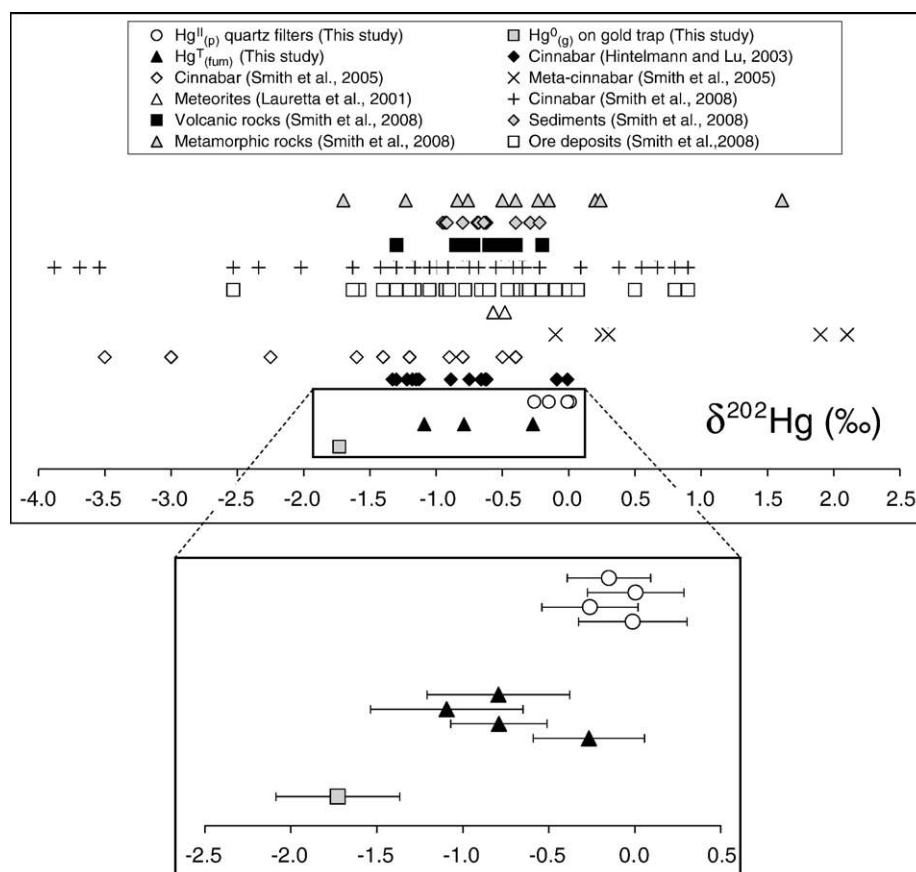 Hg^II_(p) quartz filters (This study) Hg^0_(g) on gold trap (This study)
Hg^T_(fum) (This study) Cinnabar (Hintelmann and Lu, 2003)
Cinnabar (Smith et al., 2005) Meta-cinnabar (Smith et al., 2005)
Meteorites (Lauretta et al., 2001) Cinnabar (Smith et al., 2008)
Volcanic rocks (Smith et al., 2008) Sediments (Smith et al., 2008)
Metamorphic rocks (Smith et al., 2008) Ore deposits (Smith et al.,2008)
δ^202Hg (‰)
-4.0 -3.5 -3.0 -2.5 -2.0 -1.5 -1.0 -0.5 0.0 0.5 1.0 1.5 2.0 2.5
-2.5 -2.0 -1.5 -1.0 -0.5 0.0 0.5